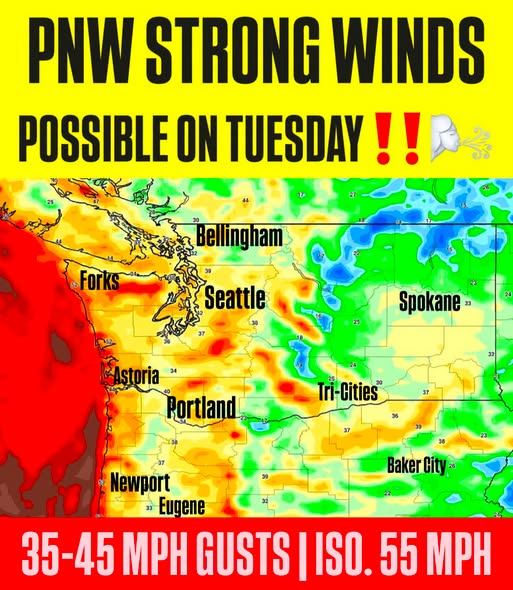 PNW STRONG WINDS
POSSIBLE ON TUESDAY‼️🌬️
Bellingham
Forks
Seattle
Spokane
Astoria
Tri-Cities
Portland
Baker City
Newport
Eugene
35-45 MPH GUSTS | ISO. 55 MPH